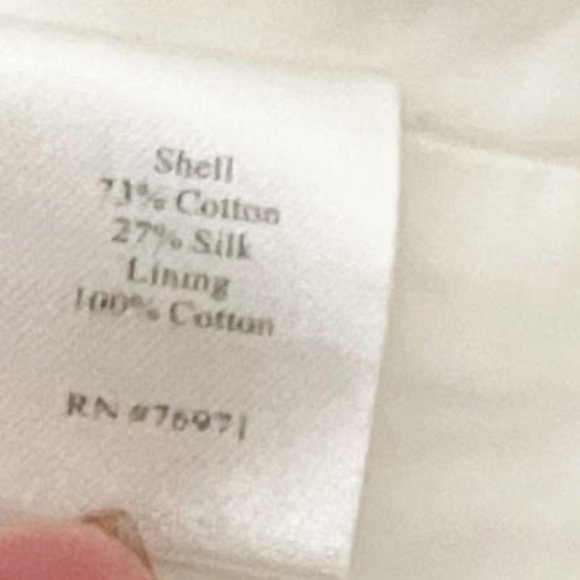 Shell
73% Cotton
27% Silk
Lining
100% Cotton
RN #76971